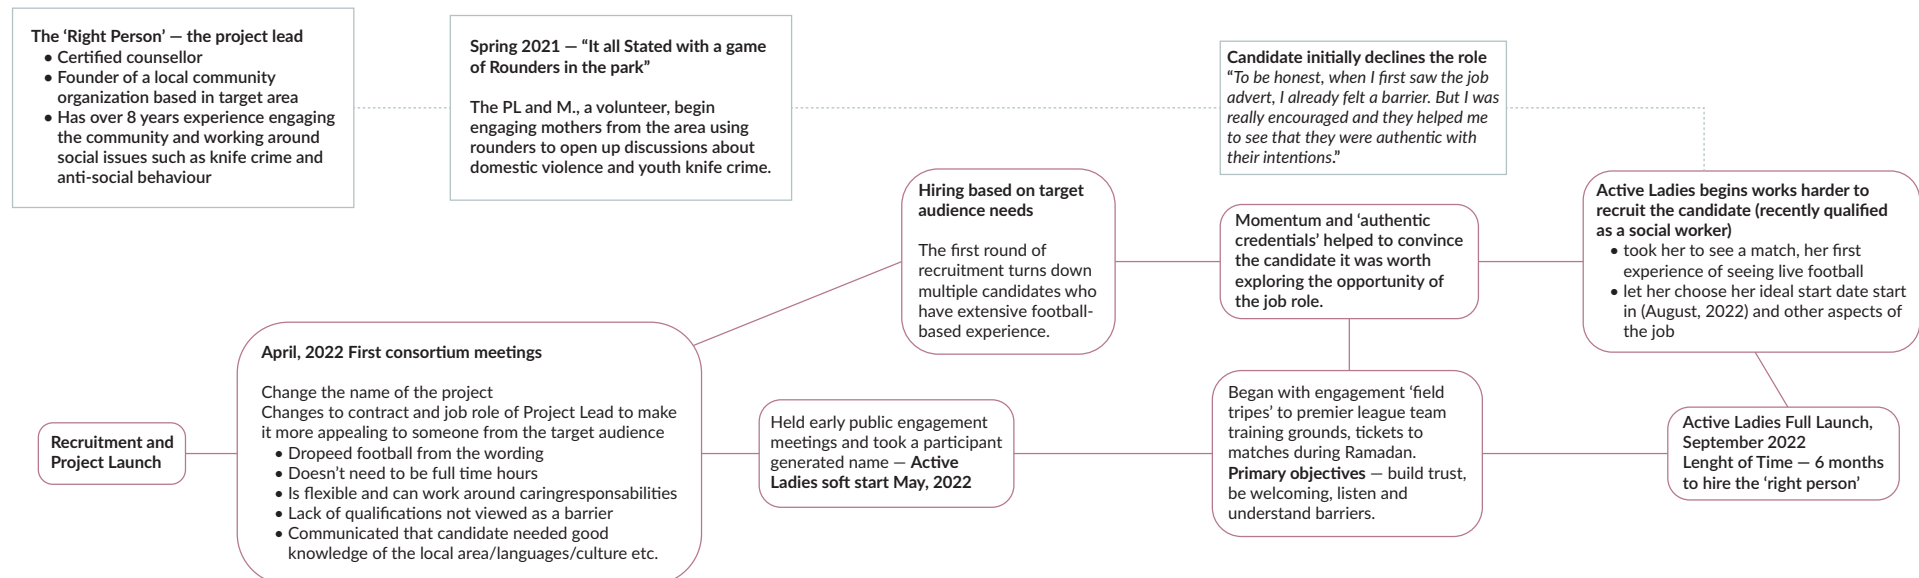 The ‘Right Person’ — the project lead
• Certified counsellor
• Founder of a local community
organization based in target area
• Has over 8 years experience engaging
the community and working around
social issues such as knife crime and
anti-social behaviour
Spring 2021 — “It all Stated with a game
of Rounders in the park”
The PL and M., a volunteer, begin
engaging mothers from the area using
rounders to open up discussions about
domestic violence and youth knife crime.
Candidate initially declines the role
“To be honest, when I first saw the job
advert, I already felt a barrier. But I was
really encouraged and they helped me
to see that they were authentic with
their intentions.”
Hiring based on target
audience needs
The first round of
recruitment turns down
multiple candidates who
have extensive football-
based experience.
Momentum and ‘authentic
credentials’ helped to convince
the candidate it was worth
exploring the opportunity of
the job role.
Active Ladies begins works harder to
recruit the candidate (recently qualified
as a social worker)
• took her to see a match, her first
experience of seeing live football
• let her choose her ideal start date start
in (August, 2022) and other aspects of
the job
Recruitment and
Project Launch
April, 2022 First consortium meetings
Change the name of the project
Changes to contract and job role of Project Lead to make
it more appealing to someone from the target audience
• Dropeed football from the wording
• Doesn’t need to be full time hours
• Is flexible and can work around caringresponsabilities
• Lack of qualifications not viewed as a barrier
• Communicated that candidate needed good
knowledge of the local area/languages/culture etc.
Held early public engagement
meetings and took a participant
generated name — Active
Ladies soft start May, 2022
Began with engagement ‘field
tripes’ to premier league team
training grounds, tickets to
matches during Ramadan.
Primary objectives — build trust,
be welcoming, listen and
understand barriers.
Active Ladies Full Launch,
September 2022
Lenght of Time — 6 months
to hire the ‘right person’